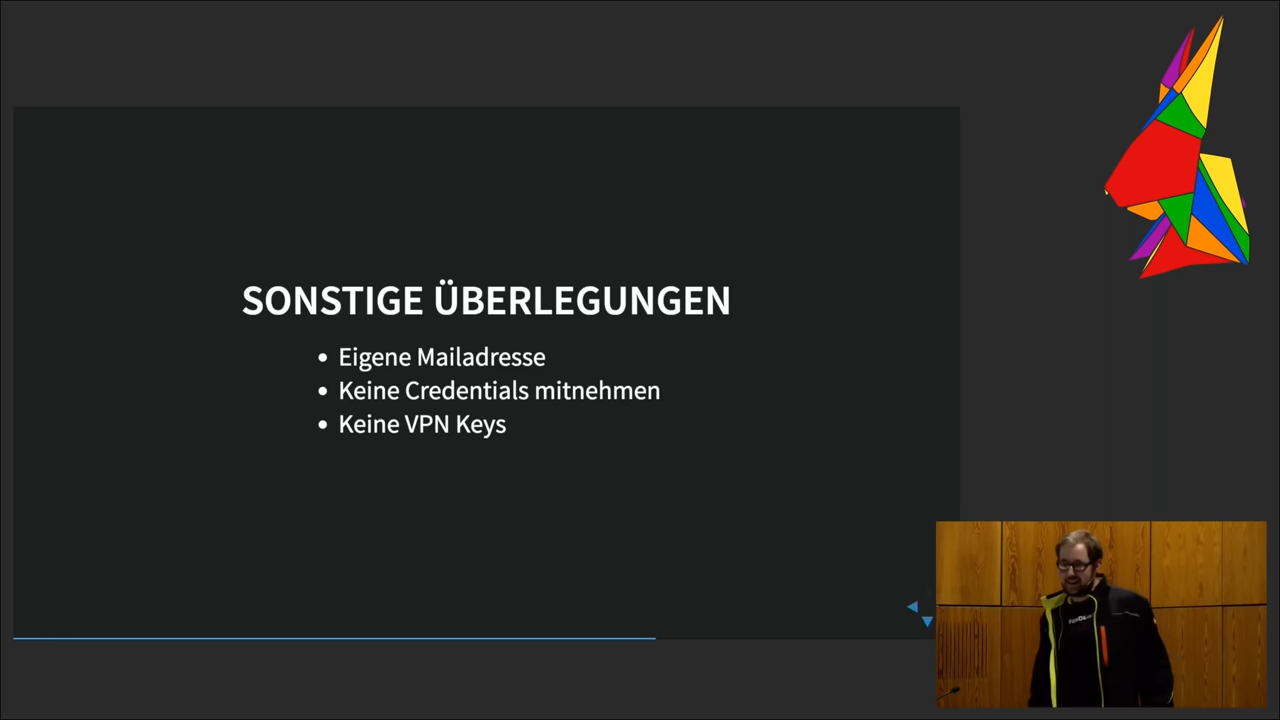 SONSTIGE ÜBERLEGUNGEN
• Eigene Mailadresse
• Keine Credentials mitnehmen
• Keine VPN Keys